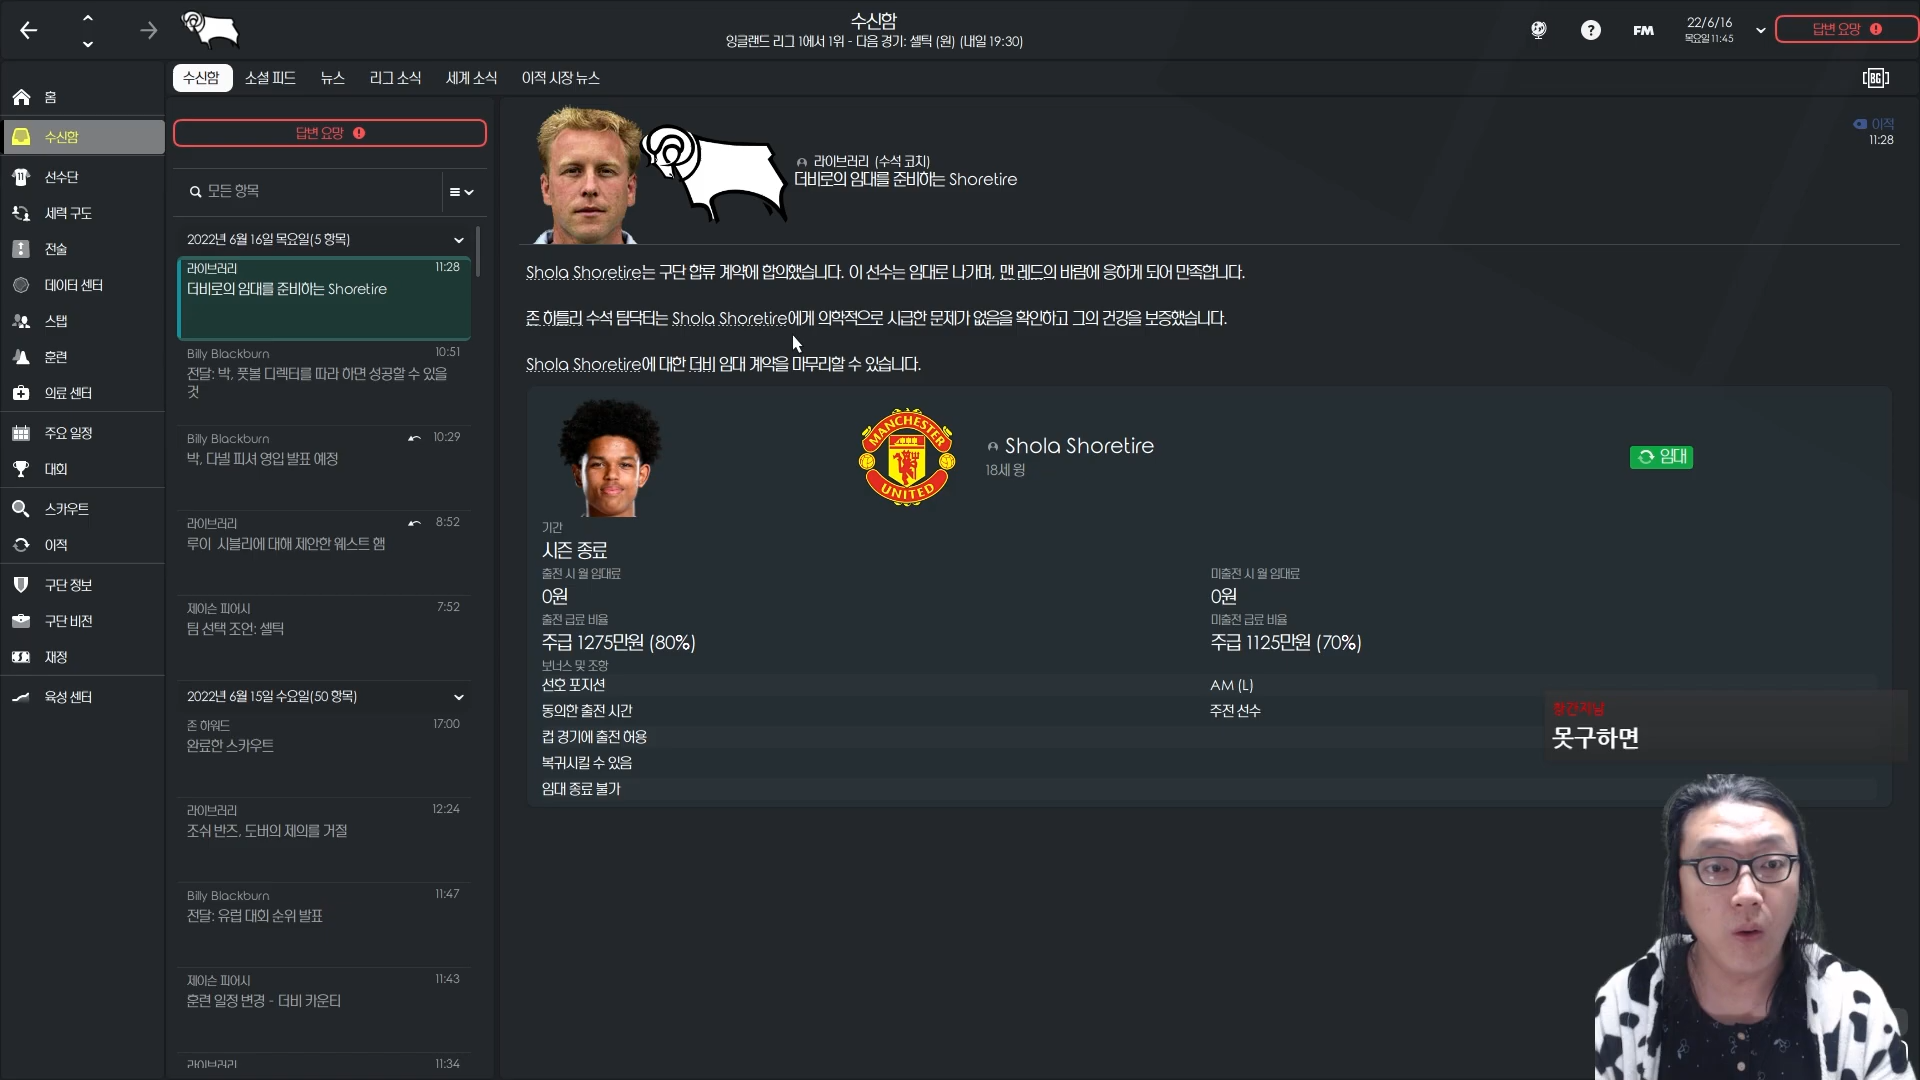 수신함
잉글랜드 리그 1에서 1위 - 다음 경기: 셀틱 (원) (내일 19:30)
FM
22/6/16
목요일 11:45
답변 요망
홈
수신함
선수단
세력 구도
전술
데이터 센터
스탭
훈련
의료 센터
주요 일정
대회
스카우트
이적
구단 정보
구단 비전
재정
육성 센터
수신함 소셜 피드 뉴스 리그 소식 세계 소식 이적 시장 뉴스
BG
답변 요망
모든 항목
2022년 6월 16일 목요일(5 항목)
라이브러리 11:28
더비로의 임대를 준비하는 Shoretire
Billy Blackburn 10:51
전달: 박, 풋볼 디렉터를 따라 하면 성공할 수 있을
것
Billy Blackburn 10:29
박, 다넬 피셔 영입 발표 예정
라이브러리 8:52
루이 시블리에 대해 제안한 웨스트 햄
제이슨 피어시 7:52
팀 선택 조언: 셀틱
2022년 6월 15일 수요일(50 항목)
존 하워드 17:00
완료한 스카우트
라이브러리 12:24
조쉬 반즈, 도버의 제의를 거절
Billy Blackburn 11:47
전달: 유럽 대회 순위 발표
제이슨 피어시 11:43
훈련 일정 변경 - 더비 카운티
라이브러리 11:34
라이브러리 (수석 코치)
더비로의 임대를 준비하는 Shoretire
이적
11:28
Shola Shoretire는 구단 합류 계약에 합의했습니다. 이 선수는 임대로 나가며, 맨 레드의 바람에 응하게 되어 만족합니다.
존 히틀리 수석 팀닥터는 Shola Shoretire에게 의학적으로 시급한 문제가 없음을 확인하고 그의 건강을 보증했습니다.
Shola Shoretire에 대한 더비 임대 계약을 마무리할 수 있습니다.
MANCHESTER
UNITED
Shola Shoretire
18세 윙
임대
기간
시즌 종료
출전 시 월 임대료
0원
출전 급료 비율
주급 1275만원 (80%)
미출전 시 월 임대료
0원
미출전 급료 비율
주급 1125만원 (70%)
보너스 및 조항
선호 포지션 AM (L)
동의한 출전 시간 주전 선수
컵 경기에 출전 허용
복귀시킬 수 있음
임대 종료 불가
못구하면